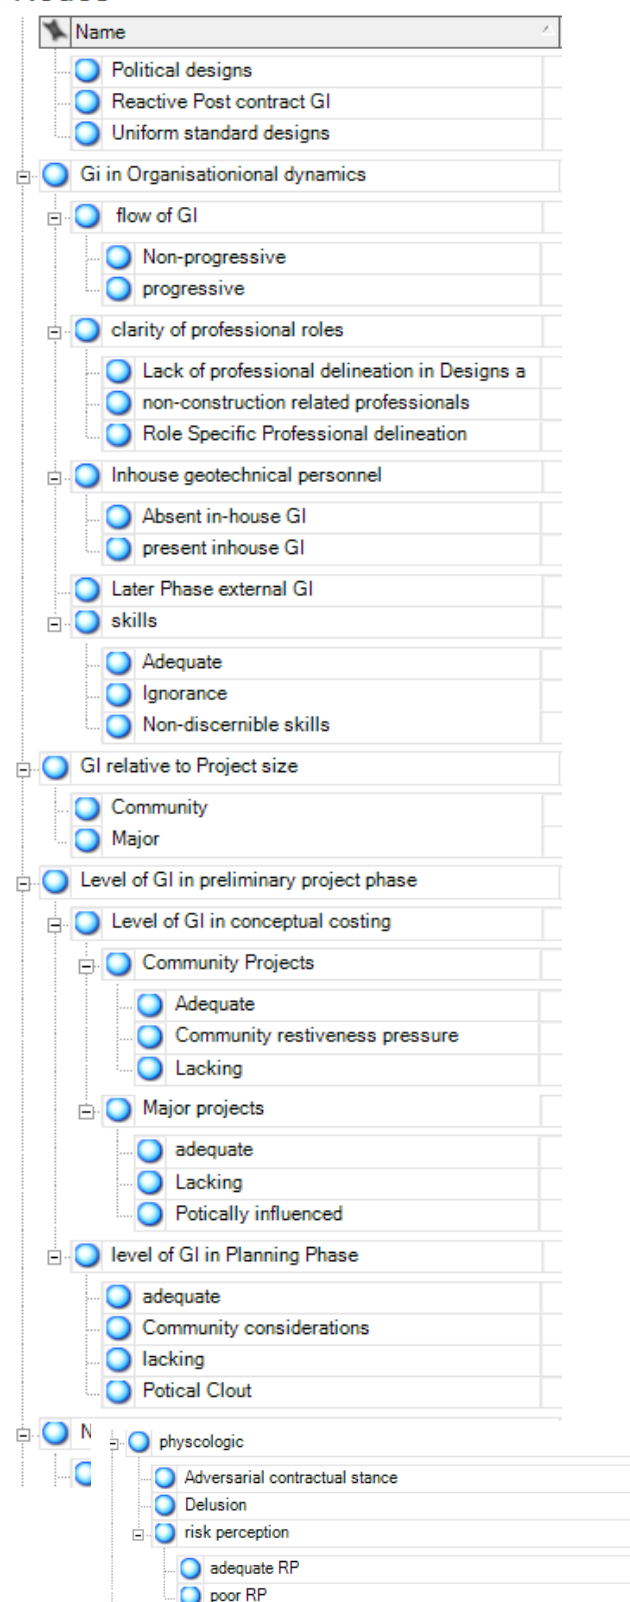 Name
Political designs
Reactive Post contract GI
Uniform standard designs
Gi in Organisationional dynamics
flow of GI
Non-progressive
progressive
clarity of professional roles
Lack of professional delineation in Designs a
non-construction related professionals
Role Specific Professional delineation
Inhouse geotechnical personnel
Absent in-house GI
present inhouse GI
Later Phase external GI
skills
Adequate
Ignorance
Non-discernible skills
GI relative to Project size
Community
Major
Level of GI in preliminary project phase
Level of GI in conceptual costing
Community Projects
Adequate
Community restiveness pressure
Lacking
Major projects
adequate
Lacking
Potically influenced
level of GI in Planning Phase
adequate
Community considerations
lacking
Potical Clout
N
physcologic
Adversarial contractual stance
Delusion
risk perception
adequate RP
poor RP